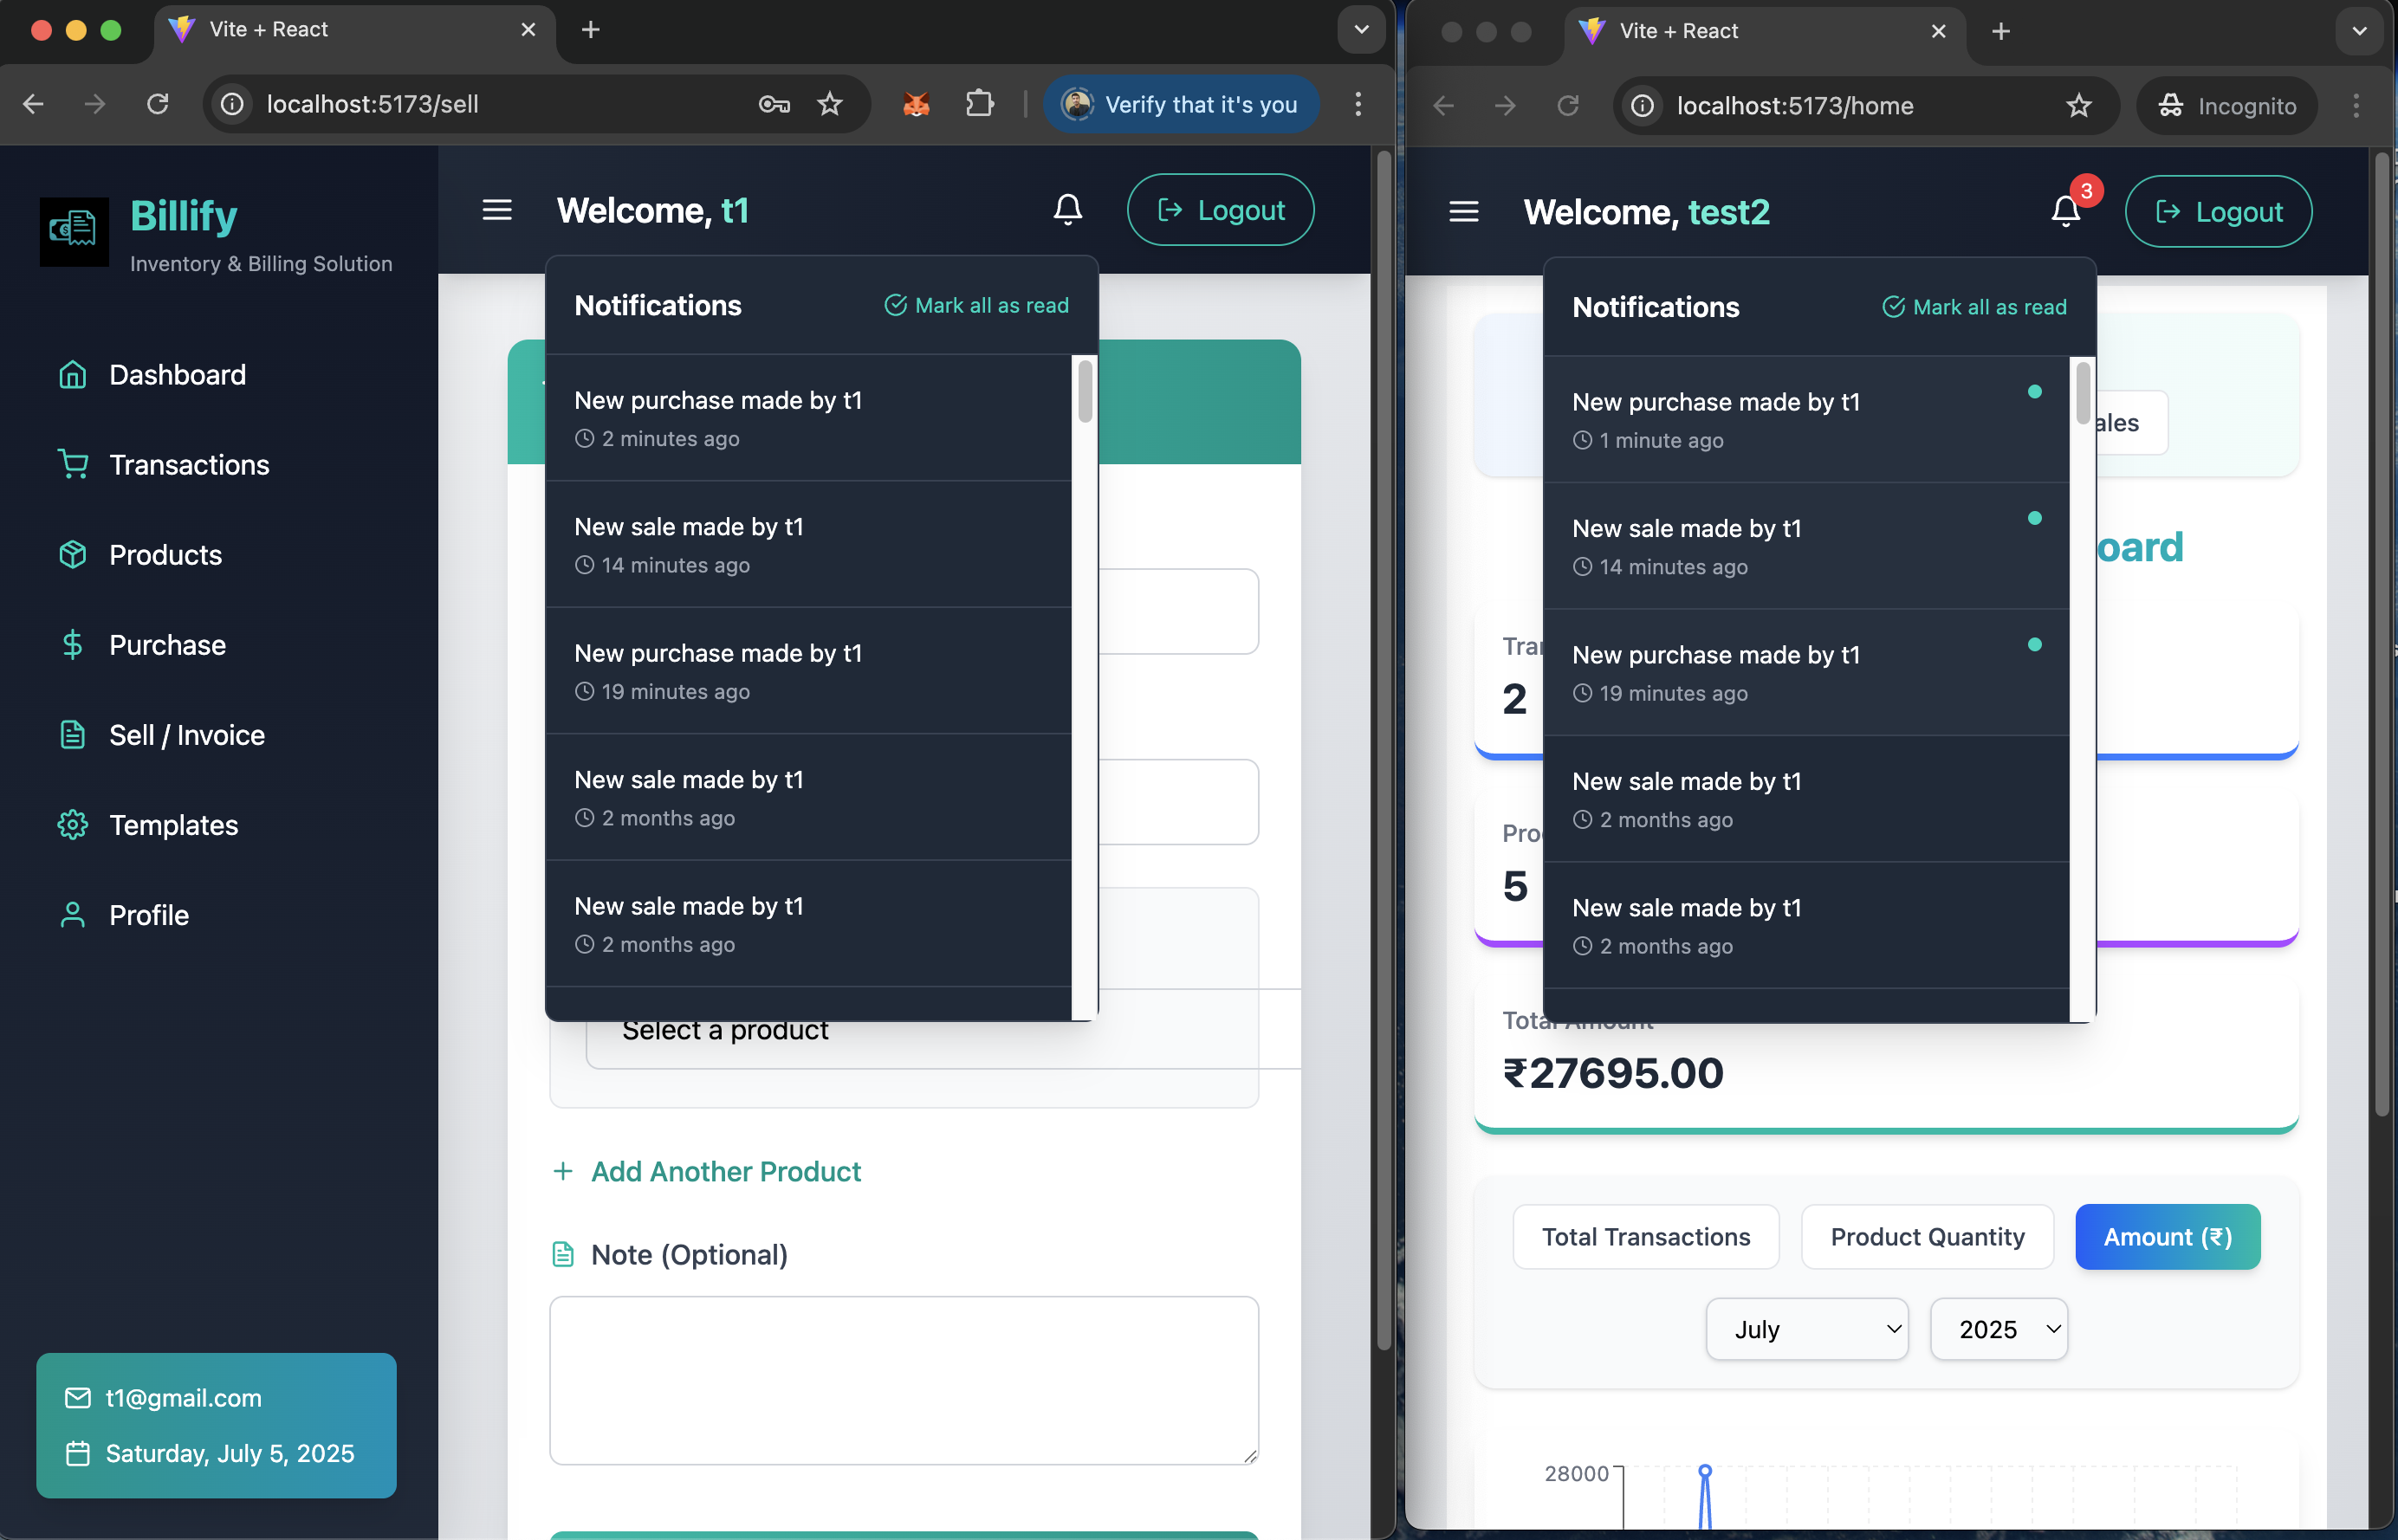 Vite + React
localhost:5173/sell
Verify that it's you
Billify
Inventory & Billing Solution
Dashboard
Transactions
Products
Purchase
Sell / Invoice
Templates
Profile
t1@gmail.com
Saturday, July 5, 2025
Welcome, t1
Logout
Notifications
Mark all as read
New purchase made by t1
2 minutes ago
New sale made by t1
14 minutes ago
New purchase made by t1
19 minutes ago
New sale made by t1
2 months ago
New sale made by t1
2 months ago
Select a product
Add Another Product
Note (Optional)
Vite + React
localhost:5173/home
Incognito
Welcome, test2
3
Logout
Notifications
Mark all as read
New purchase made by t1
1 minute ago
New sale made by t1
14 minutes ago
New purchase made by t1
19 minutes ago
New sale made by t1
2 months ago
New sale made by t1
2 months ago
ales
oard
Tra
2
Pro
5
Total Amount
₹27695.00
Total Transactions
Product Quantity
Amount (₹)
July
2025
28000